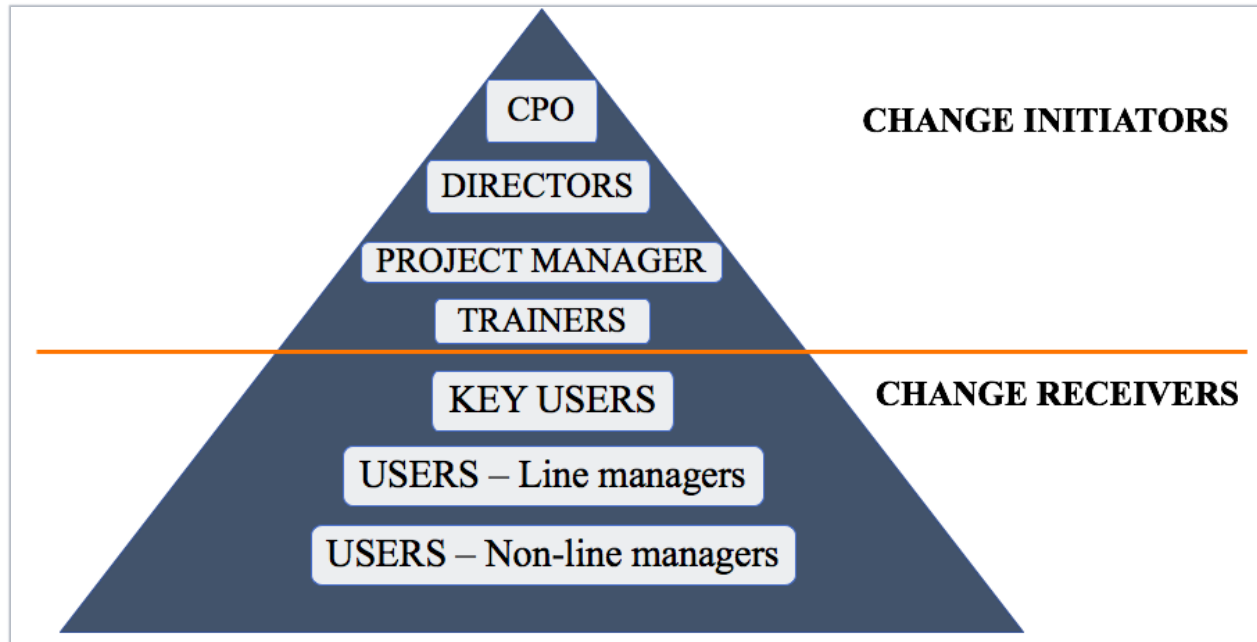 CPO
CHANGE INITIATORS
DIRECTORS
PROJECT MANAGER
TRAINERS
KEY USERS
CHANGE RECEIVERS
USERS – Line managers
USERS – Non-line managers